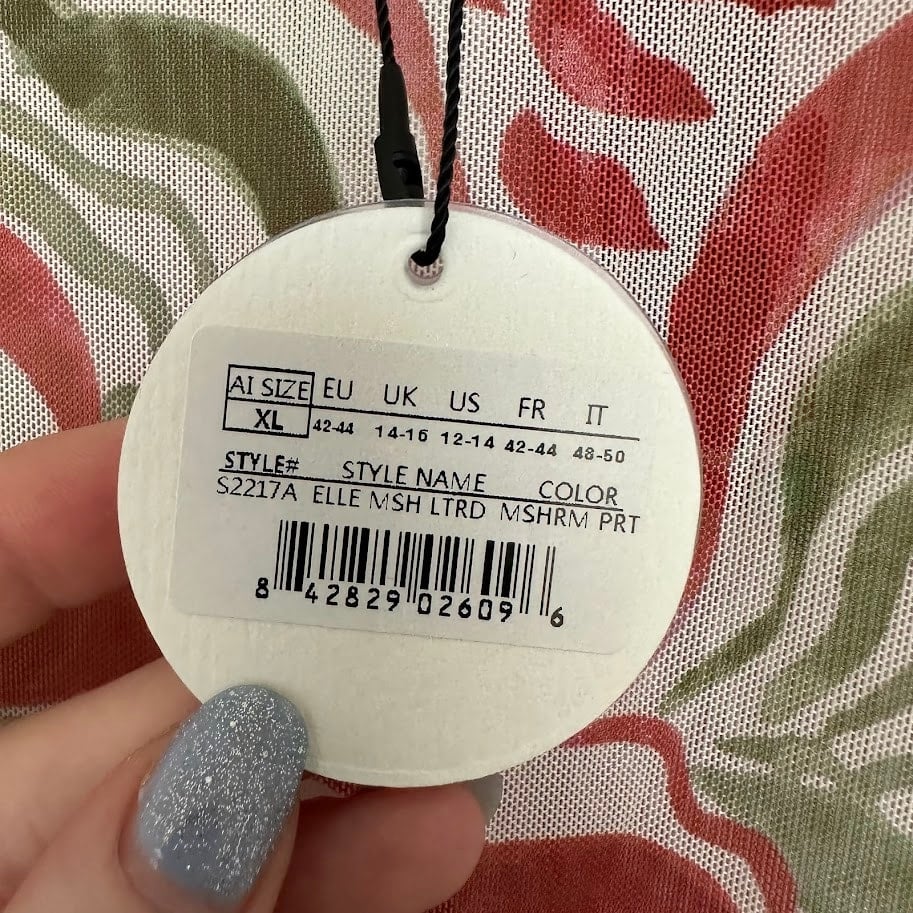 AI SIZE EU UK US FR IT
XL 42-44 14-16 12-14 42-44 48-50
STYLE# STYLE NAME COLOR
S2217A ELLE MSH LTRD MSHRM PRT
8 42829 02609 6